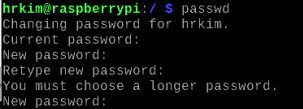 hrkim@raspberrypi:/ $ passwd
Changing password for hrkim.
Current password:
New password:
Retype new password:
You must choose a longer password.
New password: